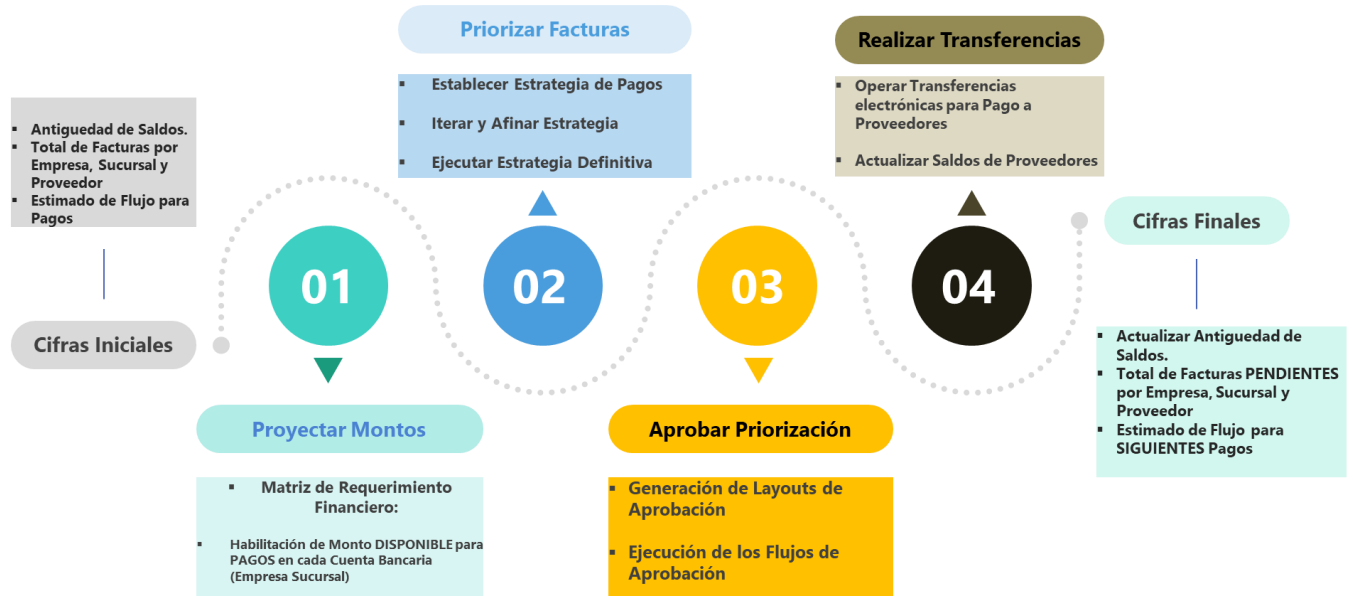 ▪ Antiguedad de Saldos.
▪ Total de Facturas por
Empresa, Sucursal y
Proveedor
▪ Estimado de Flujo para
Pagos
Cifras Iniciales
01
Proyectar Montos
▪ Matriz de Requerimiento
Financiero:
▪ Habilitación de Monto DISPONIBLE para
PAGOS en cada Cuenta Bancaria
(Empresa Sucursal)
Priorizar Facturas
▪ Establecer Estrategia de Pagos
▪ Iterar y Afinar Estrategia
▪ Ejecutar Estrategia Definitiva
02
03
Aprobar Priorización
▪ Generación de Layouts de
Aprobación
▪ Ejecución de los Flujos de
Aprobación
Realizar Transferencias
▪ Operar Transferencias
electrónicas para Pago a
Proveedores
▪ Actualizar Saldos de Proveedores
04
Cifras Finales
▪ Actualizar Antiguedad de
Saldos.
▪ Total de Facturas PENDIENTES
por Empresa, Sucursal y
Proveedor
▪ Estimado de Flujo para
SIGUIENTES Pagos